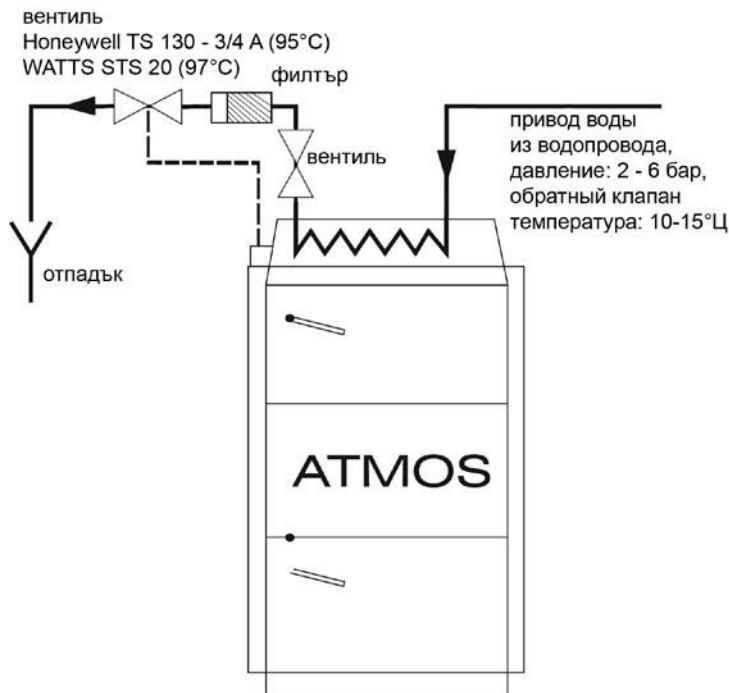 вентиль
Honeywell TS 130 - 3/4 A (95°C)
WATTS STS 20 (97°C)
филтър
вентиль
привод воды
из водопровода,
давление: 2 - 6 бар,
обратный клапан
температура: 10-15°Ц
отпадък
ATMOS